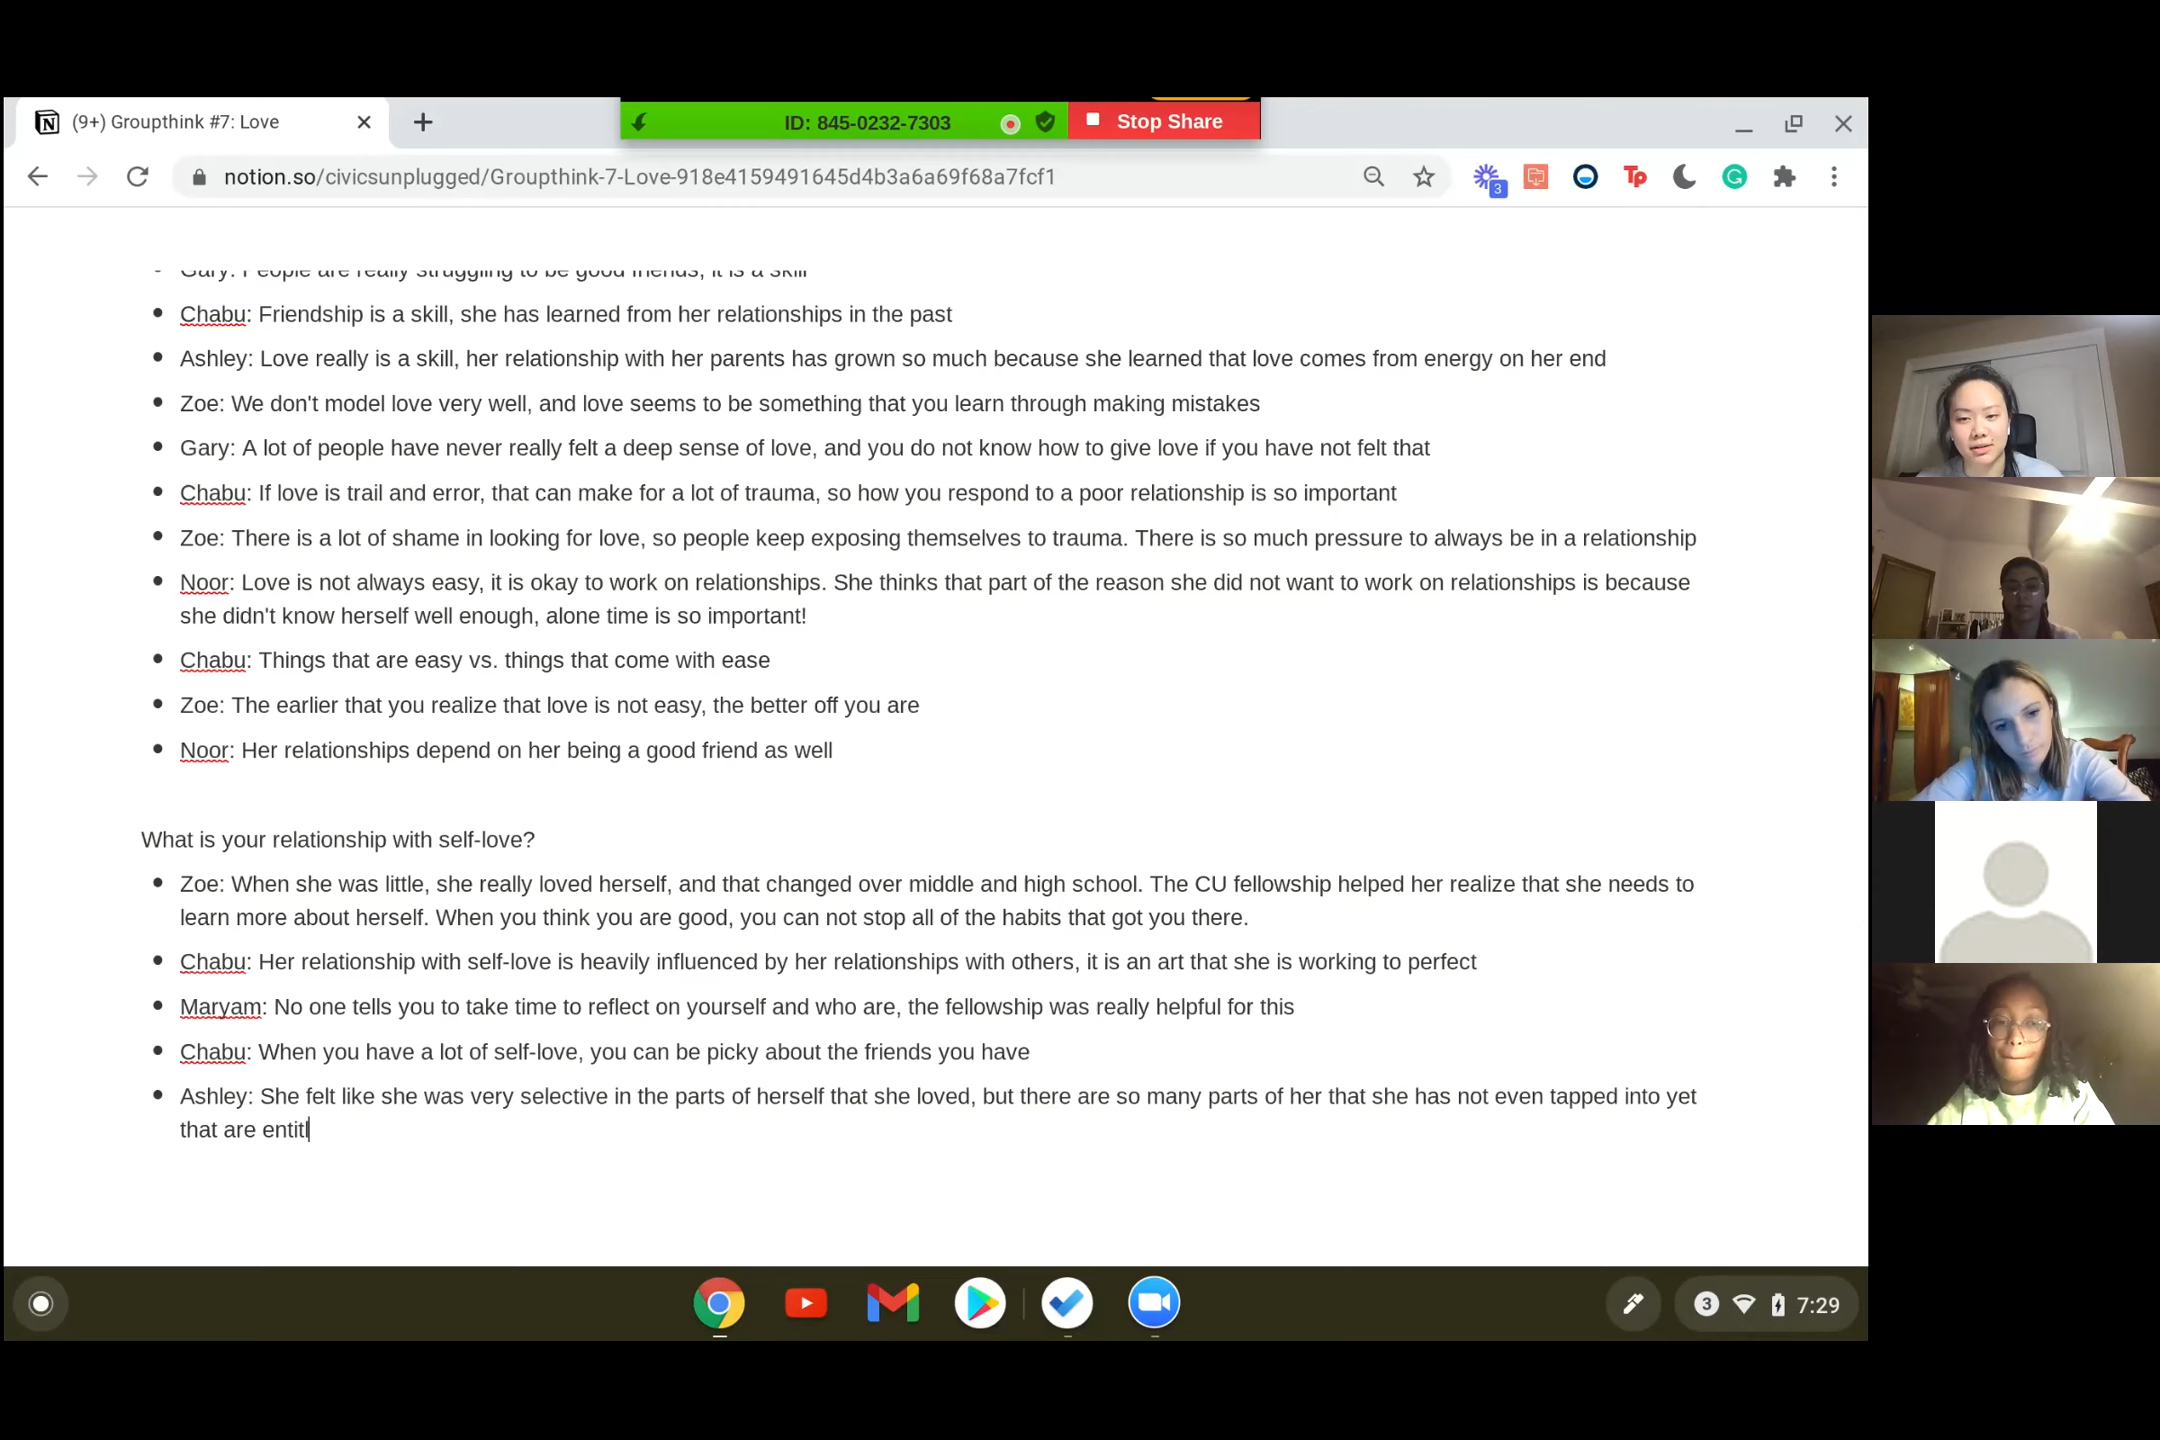 (9+) Groupthink #7: Love
ID: 845-0232-7303
Stop Share
notion.so/civicsunplugged/Groupthink-7-Love-918e4159491645d4b3a6a69f68a7fcf1
3
Tp
G
Gary: People are really struggling to be good friends, it is a skill
Chabu: Friendship is a skill, she has learned from her relationships in the past
Ashley: Love really is a skill, her relationship with her parents has grown so much because she learned that love comes from energy on her end
Zoe: We don't model love very well, and love seems to be something that you learn through making mistakes
Gary: A lot of people have never really felt a deep sense of love, and you do not know how to give love if you have not felt that
Chabu: If love is trail and error, that can make for a lot of trauma, so how you respond to a poor relationship is so important
Zoe: There is a lot of shame in looking for love, so people keep exposing themselves to trauma. There is so much pressure to always be in a relationship
Noor: Love is not always easy, it is okay to work on relationships. She thinks that part of the reason she did not want to work on relationships is because
she didn't know herself well enough, alone time is so important!
Chabu: Things that are easy vs. things that come with ease
Zoe: The earlier that you realize that love is not easy, the better off you are
Noor: Her relationships depend on her being a good friend as well
What is your relationship with self-love?
Zoe: When she was little, she really loved herself, and that changed over middle and high school. The CU fellowship helped her realize that she needs to
learn more about herself. When you think you are good, you can not stop all of the habits that got you there.
Chabu: Her relationship with self-love is heavily influenced by her relationships with others, it is an art that she is working to perfect
Maryam: No one tells you to take time to reflect on yourself and who are, the fellowship was really helpful for this
Chabu: When you have a lot of self-love, you can be picky about the friends you have
Ashley: She felt like she was very selective in the parts of herself that she loved, but there are so many parts of her that she has not even tapped into yet
that are entitl
3
7:29